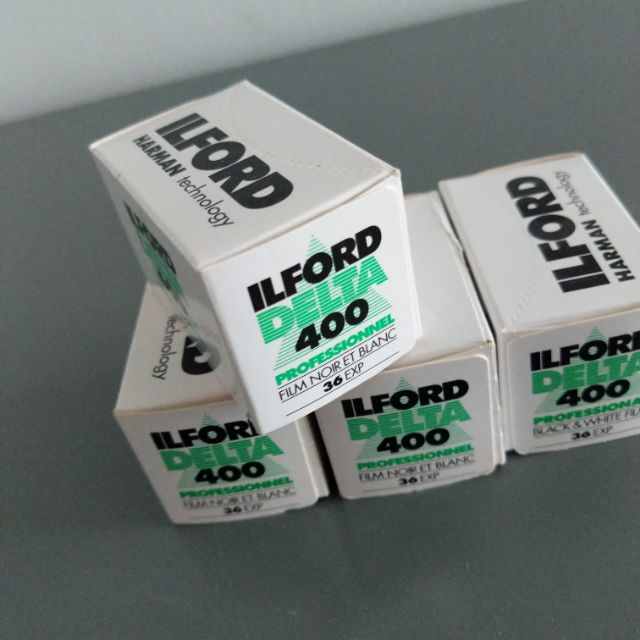 ILFORD
HARMAN technology
ILFORD
DELTA
400
PROFESSIONNEL
FILM NOIR ET BLANC
36 EXP
technology
ILFORD
DELTA
400
PROFESSIONNEL
FILM NOIR ET BLANC
36 EXP
ILFORD
DELTA
400
PROFESSIONNEL
FILM NOIR ET BLANC
36 EXP
ILFORD
HARMAN technology
ILFORD
DELTA
400
PROFESSIONA
BLACK & WHITE FIL
36 EXP